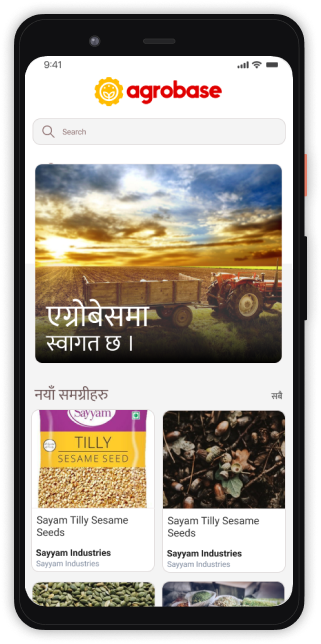 9:41
agrobase
Search
एग्रोबेसमा
स्वागत छ ।
नयाँ समग्रीहरु
सबै
Sayyam
TILLY
SESAME SEED
Sayam Tilly Sesame
Seeds
Sayyam Industries
Sayyam Industries
Sayam Tilly Sesame
Seeds
Sayyam Industries
Sayyam Industries